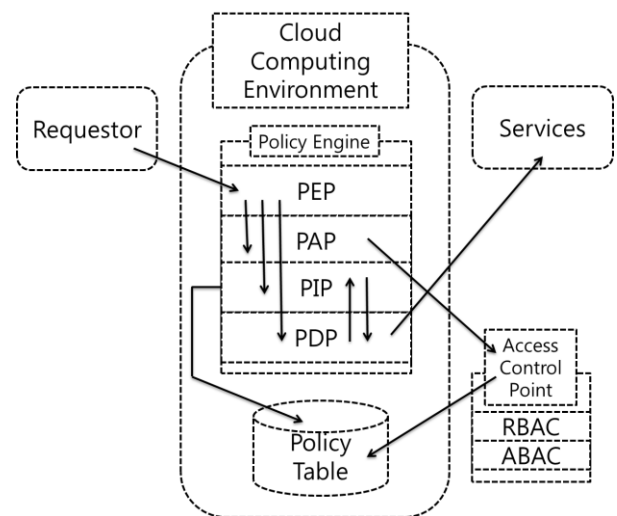 Cloud
Computing
Environment
Requestor
Services
Policy Engine
PEP
PAP
PIP
PDP
Access
Control
Point
RBAC
ABAC
Policy
Table